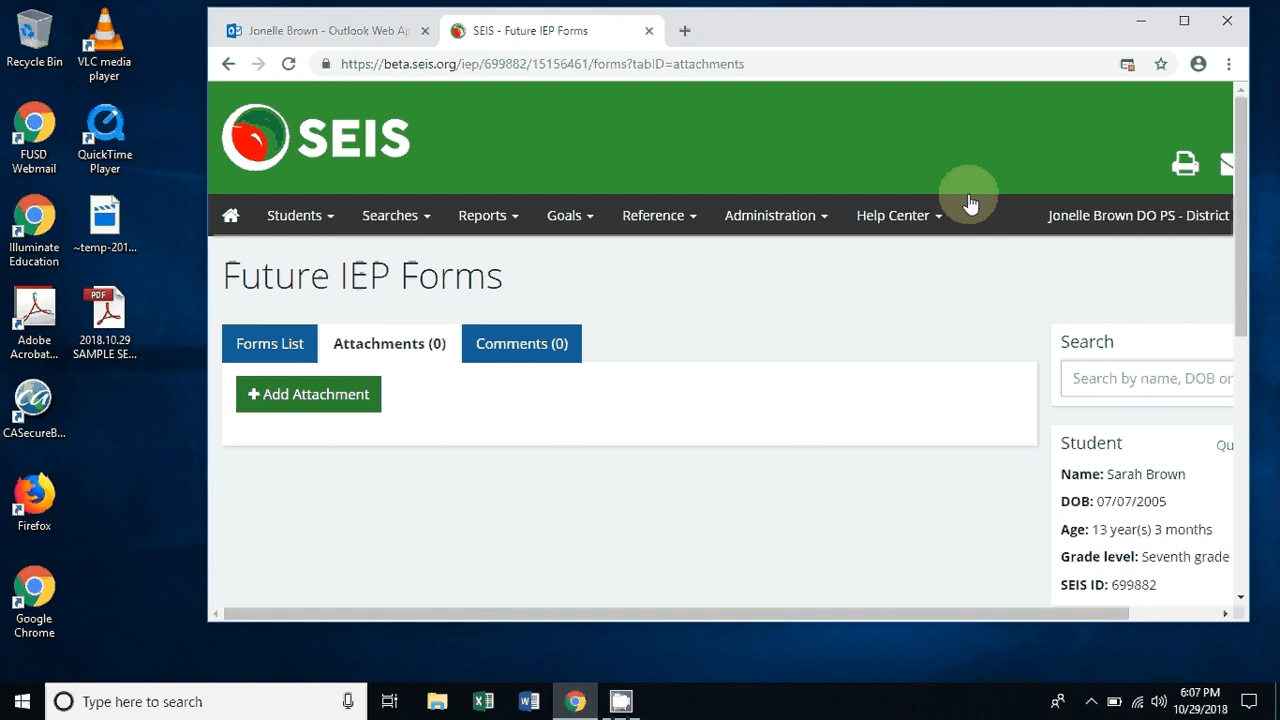 Recycle Bin
VLC media
player
FUSD
Webmail
QuickTime
Player
Illuminate
Education
~temp-201...
Adobe
Acrobat...
PDF
2018.10.29
SAMPLE SE...
CASecureB...
Firefox
Google
Chrome
Jonelle Brown - Outlook Web Ap
SEIS - Future IEP Forms
https://beta.seis.org/iep/699882/15156461/forms?tabID=attachments
SEIS
Students
Searches
Reports
Goals
Reference
Administration
Help Center
Jonelle Brown DO PS - District
Future IEP Forms
Forms List
Attachments (0)
Comments (0)
Add Attachment
Search
Search by name, DOB or
Student
Qu
Name: Sarah Brown
DOB: 07/07/2005
Age: 13 year(s) 3 months
Grade level: Seventh grade
SEIS ID: 699882
Type here to search
6:07 PM
10/29/2018